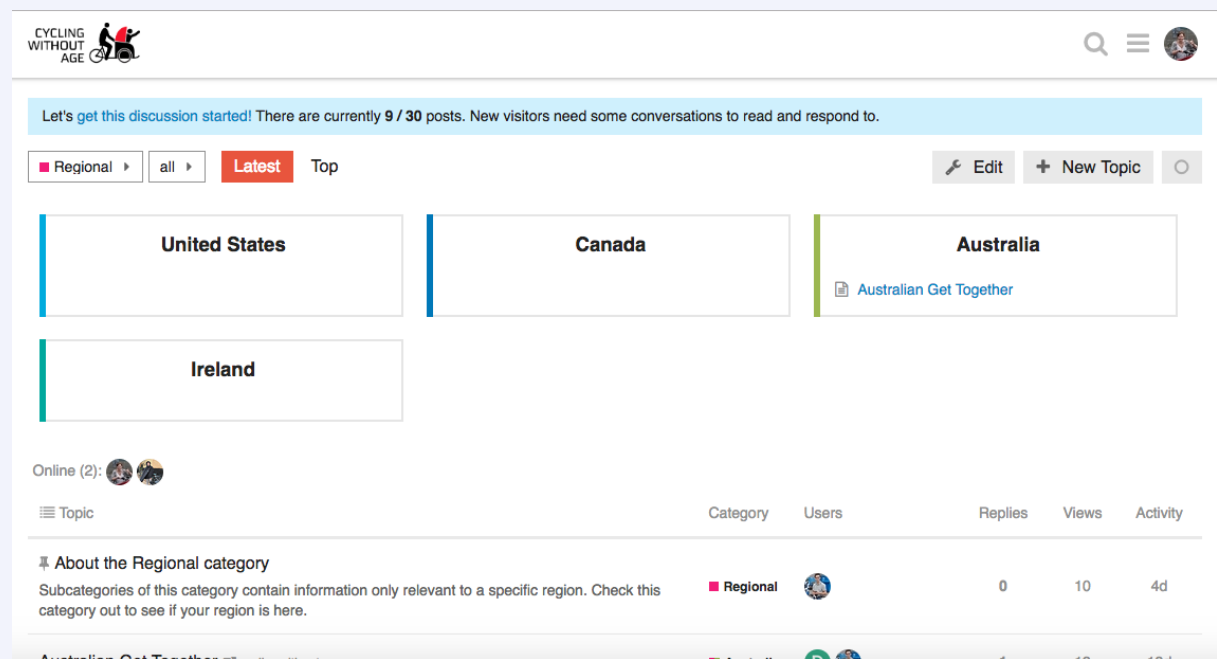 CYCLING
WITHOUT
AGE
Let's get this discussion started! There are currently 9 / 30 posts. New visitors need some conversations to read and respond to.
Regional all Latest Top Edit + New Topic
United States Canada Australia
Australian Get Together
Ireland
Online (2):
Topic Category Users Replies Views Activity
About the Regional category
Subcategories of this category contain information only relevant to a specific region. Check this
category out to see if your region is here.
Regional 0 10 4d
Australian Get Together